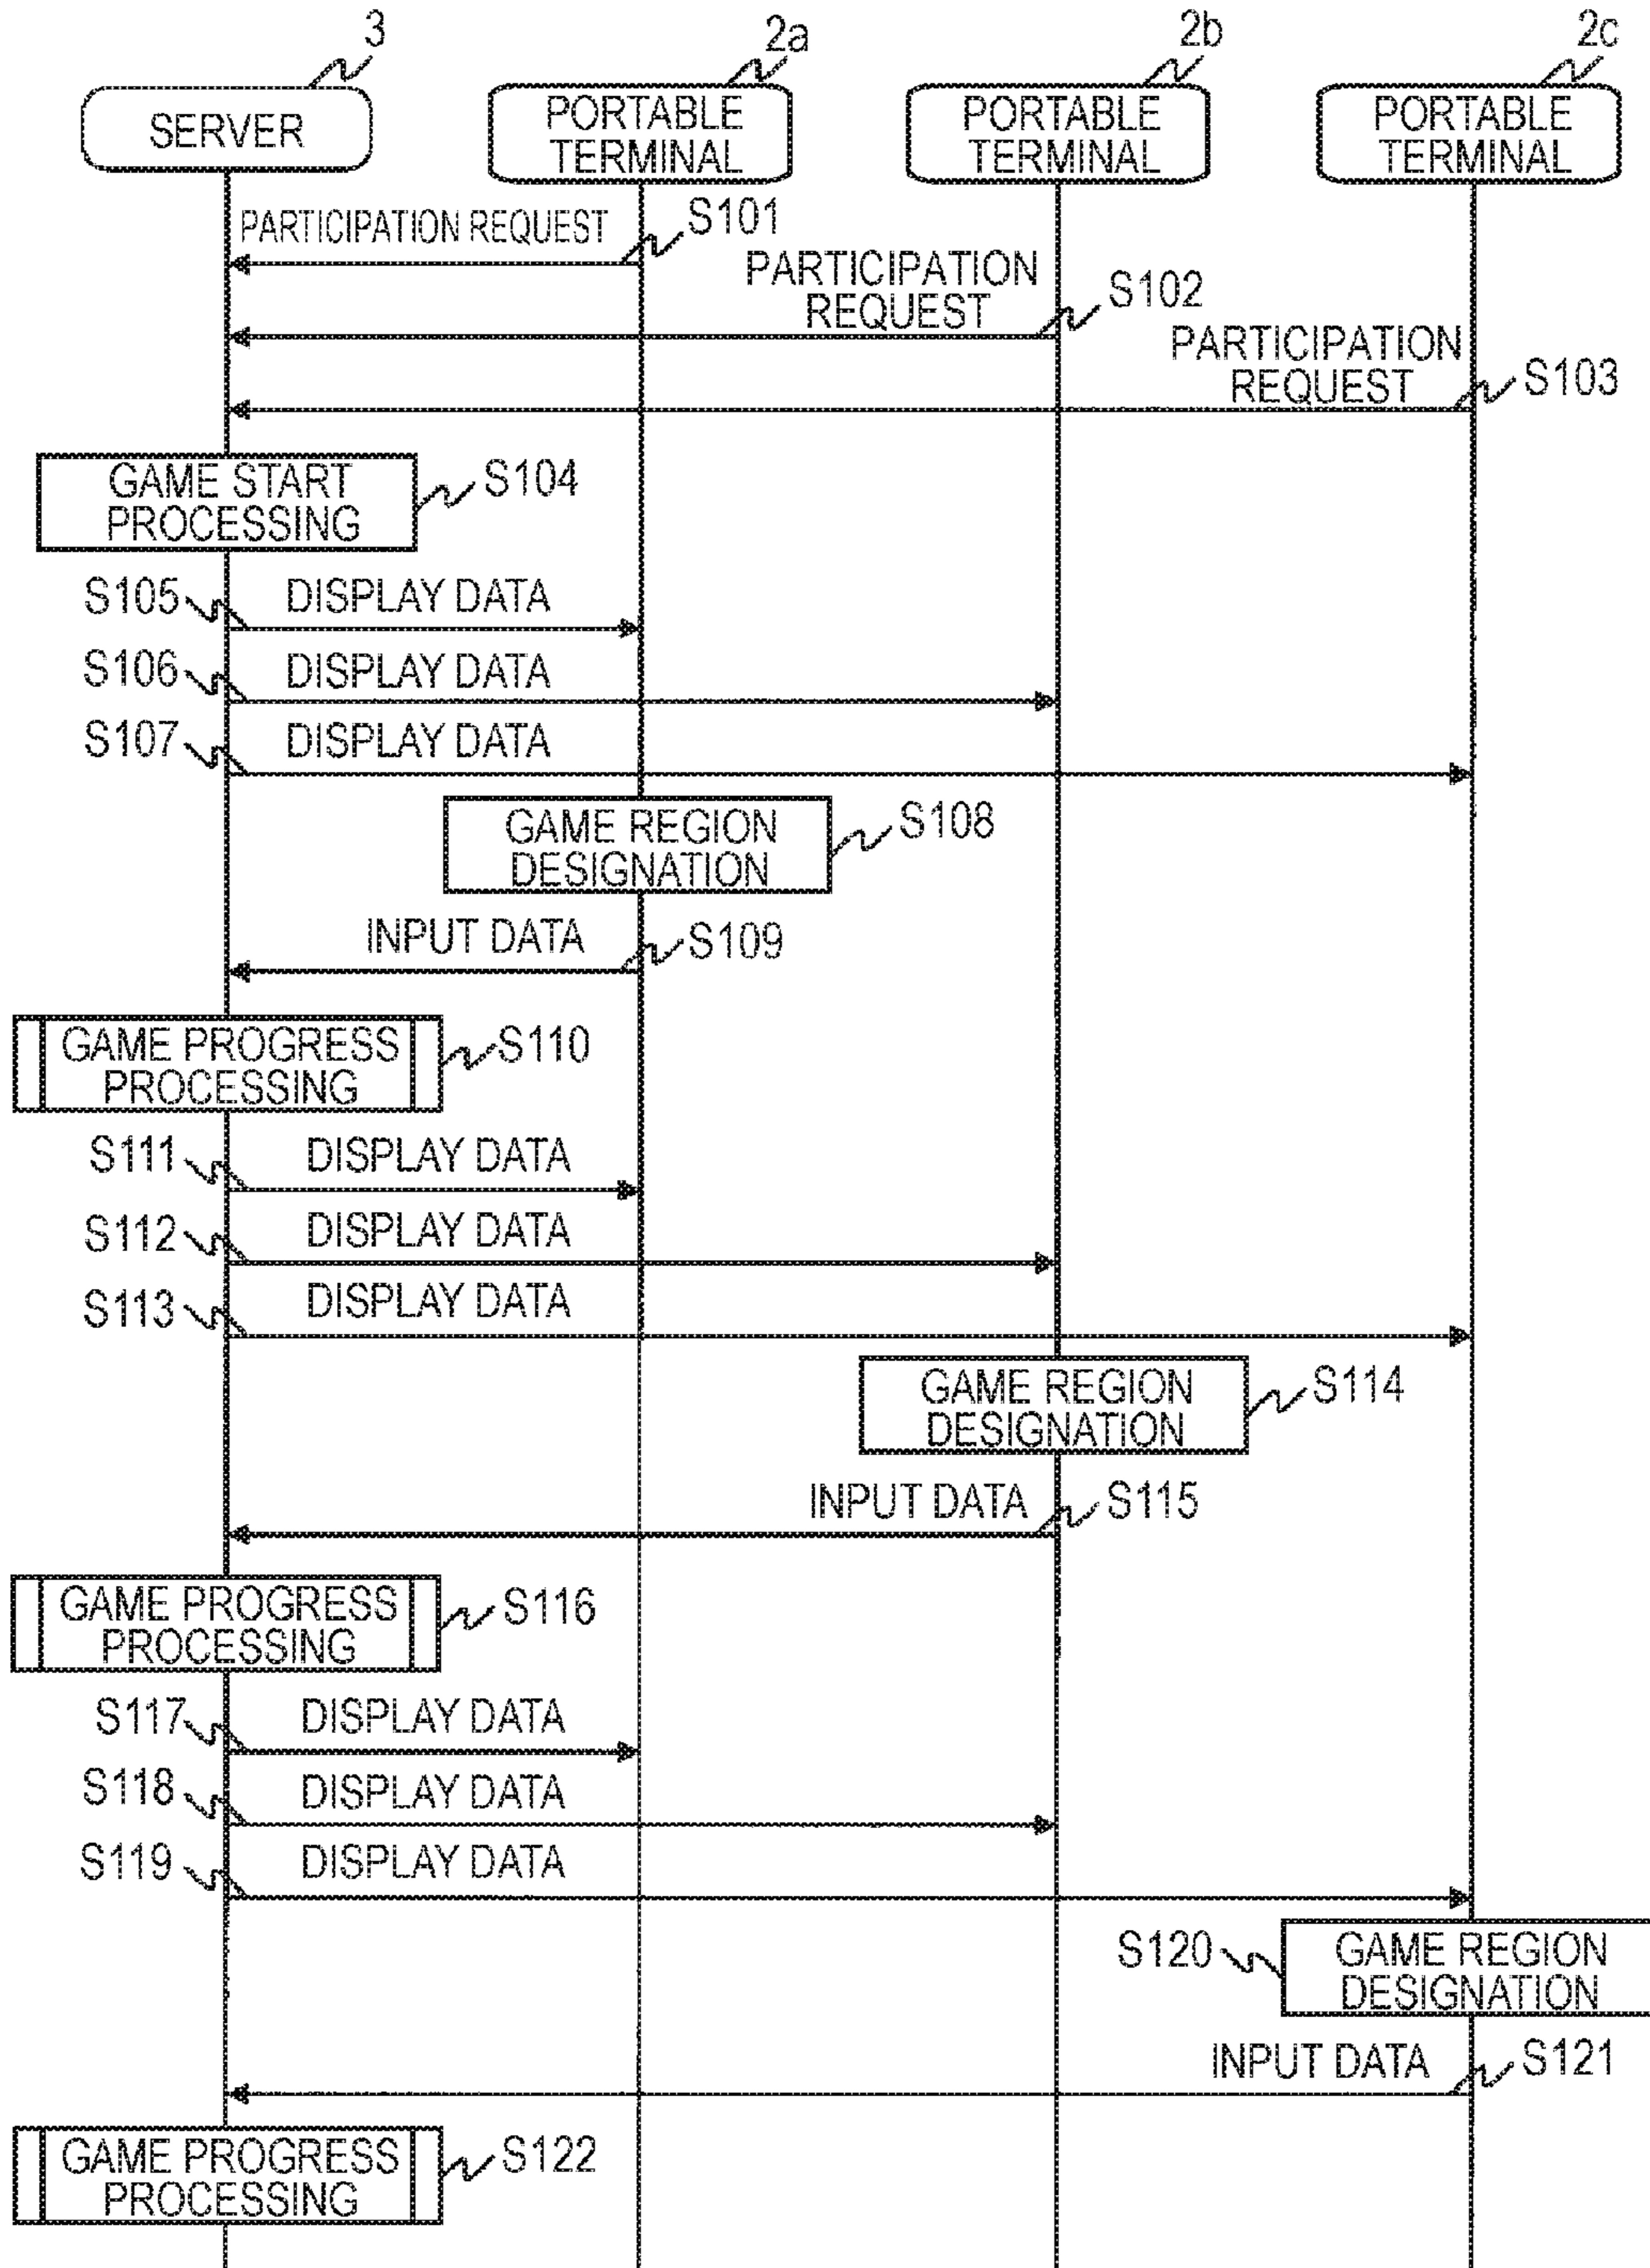 3
2a
2b
2c
SERVER
PORTABLE
TERMINAL
PORTABLE
TERMINAL
PORTABLE
TERMINAL
PARTICIPATION REQUEST
S101
PARTICIPATION
REQUEST
S102
PARTICIPATION
REQUEST
S103
GAME START
PROCESSING
S104
S105
DISPLAY DATA
S106
DISPLAY DATA
S107
DISPLAY DATA
GAME REGION
DESIGNATION
S108
INPUT DATA
S109
GAME PROGRESS
PROCESSING
S110
S111
DISPLAY DATA
S112
DISPLAY DATA
S113
DISPLAY DATA
GAME REGION
DESIGNATION
S114
INPUT DATA
S115
GAME PROGRESS
PROCESSING
S116
S117
DISPLAY DATA
S118
DISPLAY DATA
S119
DISPLAY DATA
S120
GAME REGION
DESIGNATION
INPUT DATA
S121
GAME PROGRESS
PROCESSING
S122